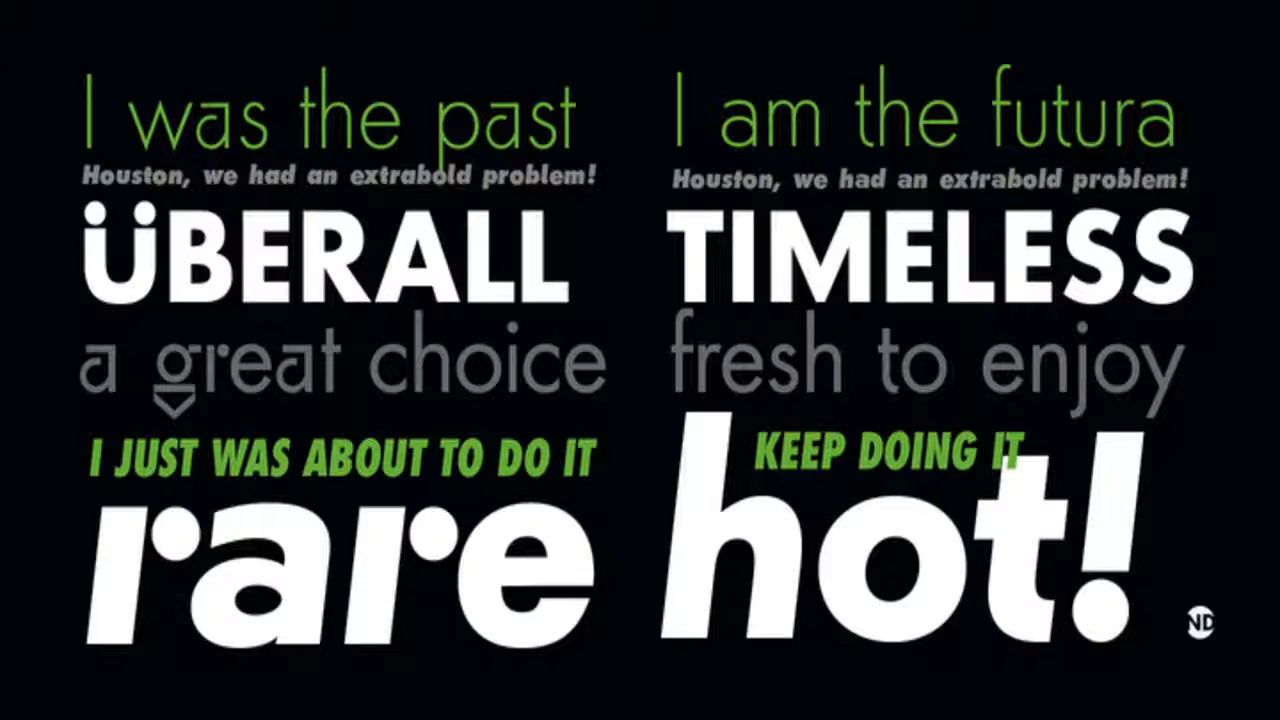 I was the past
Houston, we had an extrabold problem!
ÜBERALL
a great choice
I JUST WAS ABOUT TO DO IT
rare
I am the futura
Houston, we had an extrabold problem!
TIMELESS
fresh to enjoy
KEEP DOING IT
hot!
ND